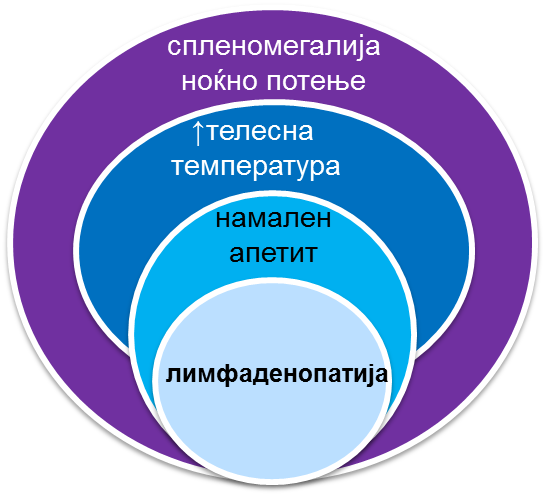 спленомегалија
ноќно потење
↑телесна
температура
намален
апетит
лимфаденопатија